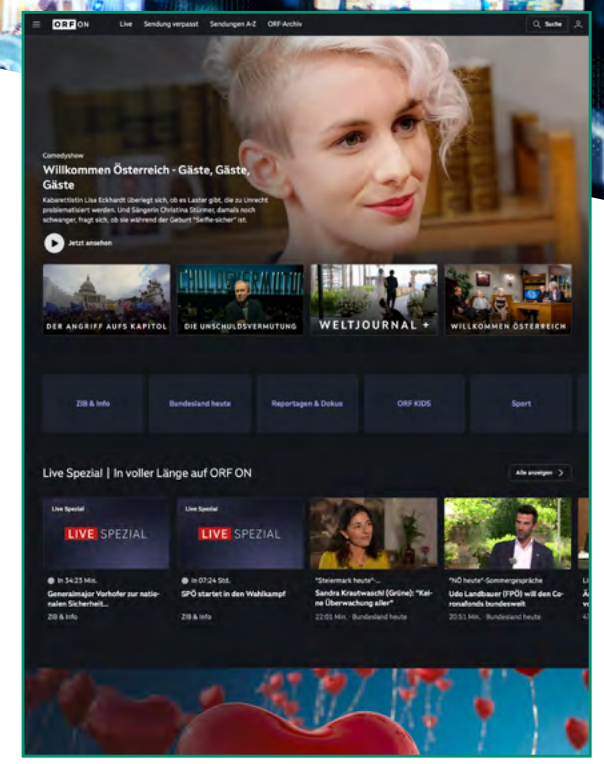 ORF ON Live Sendung verpasst Sendungen A-Z ORF-Archiv Suche
Comedyshow
Willkommen Österreich - Gäste, Gäste,
Gäste
Kabarettistin Lisa Eckhardt überlegt sich, ob es Laster gibt, die zu Unrecht
problematisiert werden. Und Sängerin Christina Stürmer, damals noch
schwanger, fragt sich, ob sie während der Geburt "Selfie-sicher" ist.
Jetzt ansehen
DER ANGRIFF AUFS KAPITOL DIE UNSCHULDSVERMUTUNG WELTJOURNAL + WILLKOMMEN ÖSTERREICH
ZIB & Info Bundesland heute Reportagen & Dokus ORF KIDS Sport
Live Spezial | In voller Länge auf ORF ON Alle anzeigen
Live Spezial Live Spezial
LIVE SPEZIAL LIVE SPEZIAL
In 34:23 Min. In 07:24 Std. "Steiermark heute"-... "NÖ heute"-Sommergespräche
Generalmajor Vorhofer zur natio- SPÖ startet in den Wahlkampf Sandra Krautwaschl (Grüne): "Kei- Udo Landbauer (FPÖ) will den Co-
nalen Sicherheit... ne Überwachung aller" ronafonds bundesweit
ZIB & Info ZIB & Info 22:01 Min. · Bundesland heute 20:51 Min. · Bundesland heute